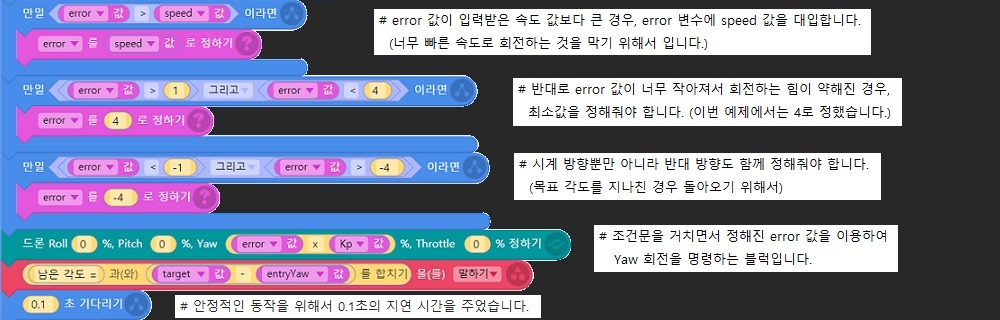 만일 error 값 > speed 값 이라면
# error 값이 입력받은 속도 값보다 큰 경우, error 변수에 speed 값을 대입합니다.
(너무 빠른 속도로 회전하는 것을 막기 위해서 입니다.)
error 를 speed 값 로 정하기 ?
만일 error 값 > 1 그리고 error 값 < 4 이라면
# 반대로 error 값이 너무 작아져서 회전하는 힘이 약해진 경우,
최소값을 정해줘야 합니다. (이번 예제에서는 4로 정했습니다.)
error 를 4 로 정하기 ?
만일 error 값 < -1 그리고 error 값 > -4 이라면
# 시계 방향뿐만 아니라 반대 방향도 함께 정해줘야 합니다.
(목표 각도를 지나친 경우 돌아오기 위해서)
error 를 -4 로 정하기 ?
드론 Roll 0 %, Pitch 0 %, Yaw error 값 x Kp 값 %, Throttle 0 % 정하기
# 조건문을 거치면서 정해진 error 값을 이용하여
Yaw 회전을 명령하는 블럭입니다.
남은 각도 = 과(와) target 값 - entryYaw 값 를 합치기 을(를) 말하기
0.1 초 기다리기
# 안정적인 동작을 위해서 0.1초의 지연 시간을 주었습니다.